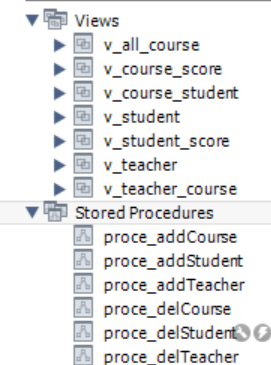 Views
v_all_course
v_course_score
v_course_student
v_student
v_student_score
v_teacher
v_teacher_course
Stored Procedures
proce_addCourse
proce_addStudent
proce_addTeacher
proce_delCourse
proce_delStudent
proce_delTeacher